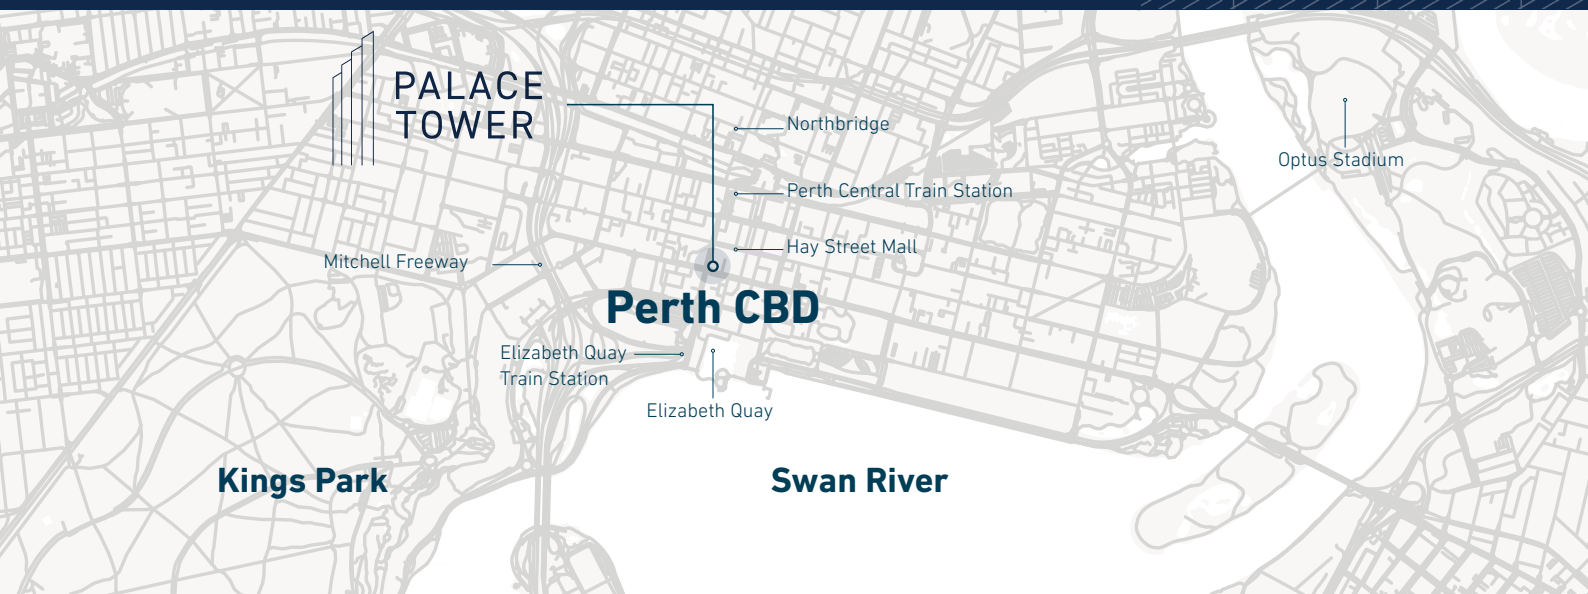 PALACE
TOWER
Northbridge
Optus Stadium
Perth Central Train Station
Hay Street Mall
Mitchell Freeway
Perth CBD
Elizabeth Quay
Train Station
Elizabeth Quay
Kings Park
Swan River